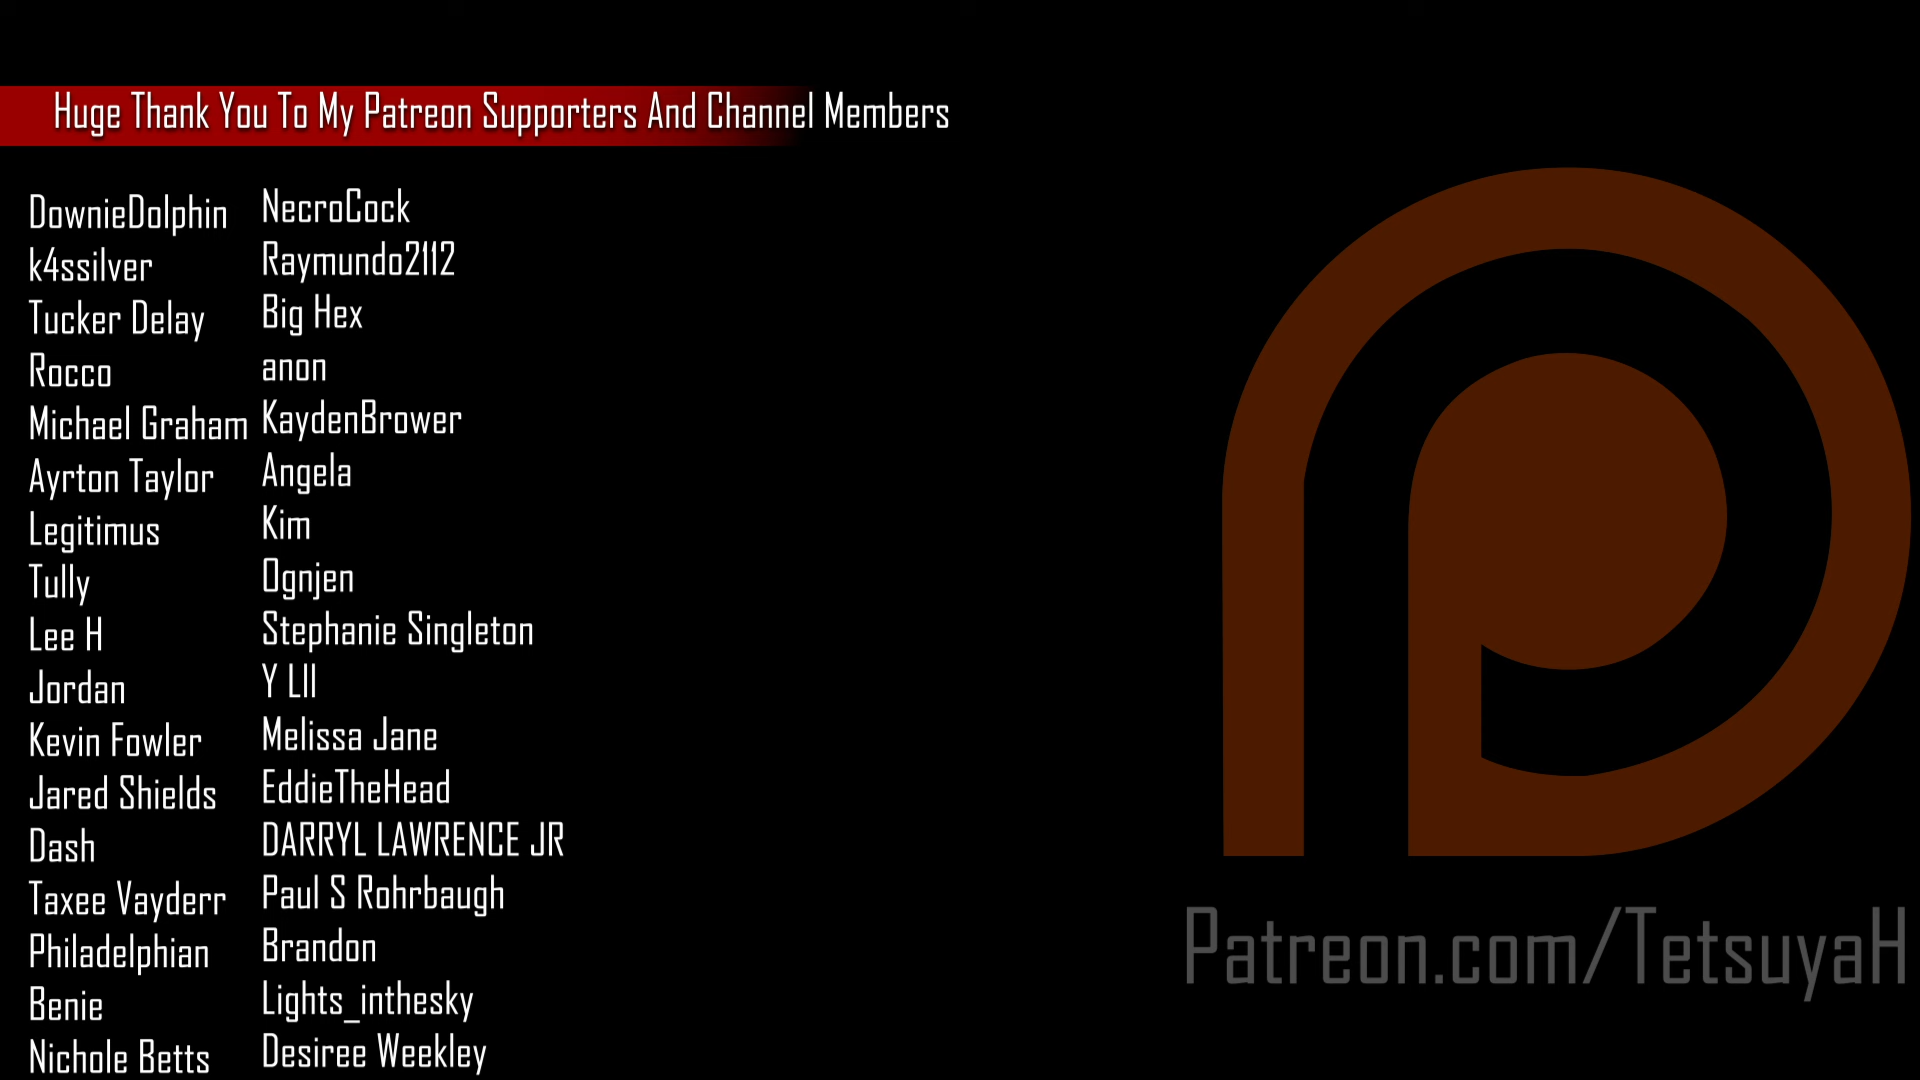 Huge Thank You To My Patreon Supporters And Channel Members
DownieDolphin
k4ssilver
Tucker Delay
Rocco
Michael Graham
Ayrton Taylor
Legitimus
Tully
Lee H
Jordan
Kevin Fowler
Jared Shields
Dash
Taxee Vayderr
Philadelphian
Benie
Nichole Betts
NecroCock
Raymundo2112
Big Hex
anon
KaydenBrower
Angela
Kim
Ognjen
Stephanie Singleton
Y LII
Melissa Jane
EddieTheHead
DARRYL LAWRENCE JR
Paul S Rohrbaugh
Brandon
Lights_inthesky
Desiree Weekley
Patreon.com/TetsuyaH